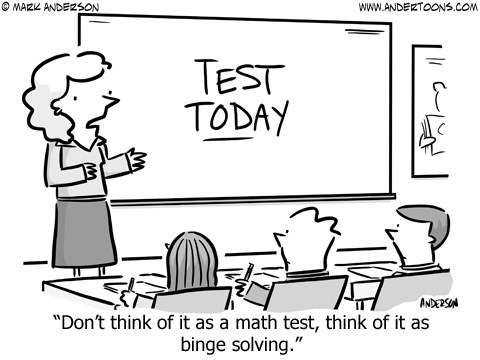 © MARK ANDERSON
WWW.ANDERTOONS.COM
TEST
TODAY
ANDERSON
“Don’t think of it as a math test, think of it as
binge solving.”